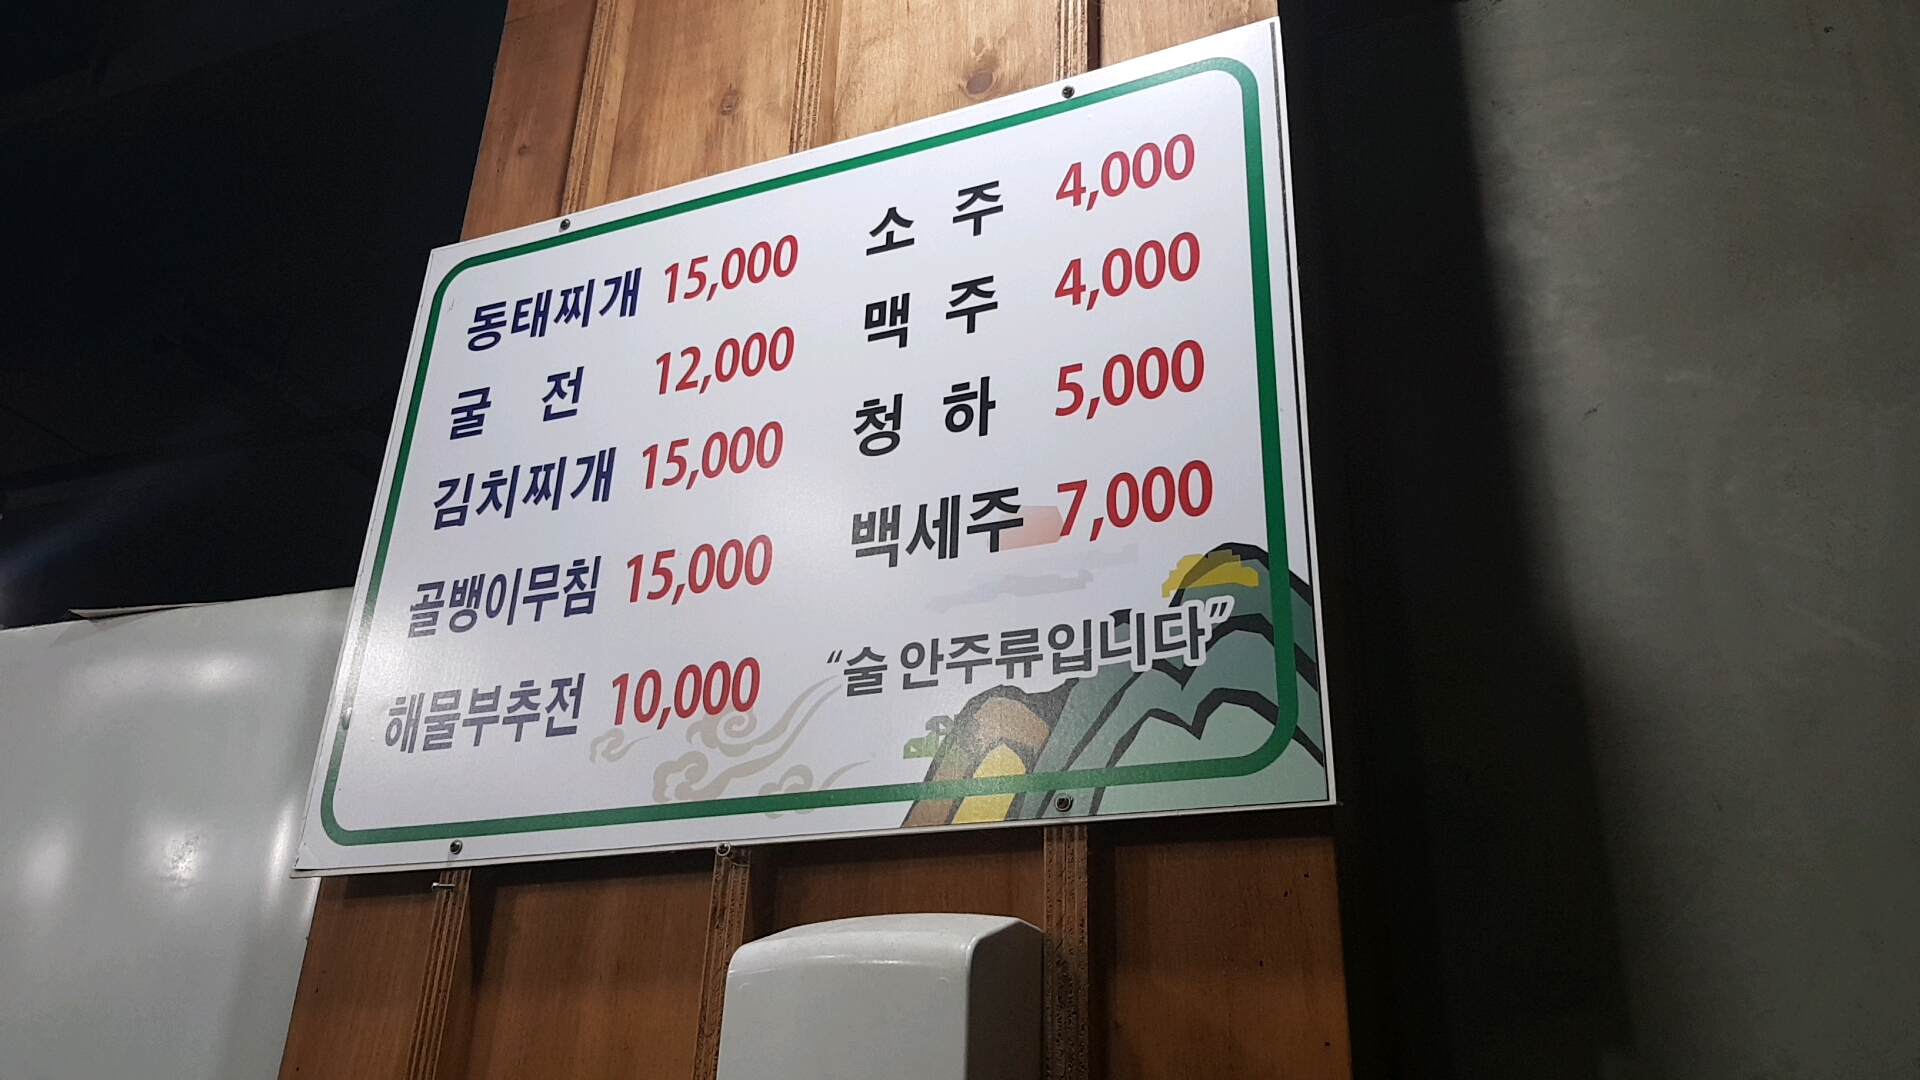 동태찌개 15,000
굴 전 12,000
김치찌개 15,000
골뱅이무침 15,000
해물부추전 10,000
소 주 4,000
맥 주 4,000
청 하 5,000
백세주 7,000
“술 안주류입니다”